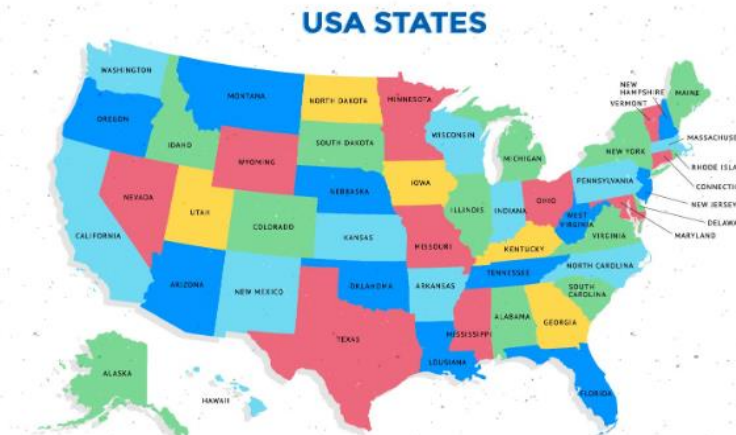 USA STATES
WASHINGTON
OREGON
CALIFORNIA
NEVADA
IDAHO
MONTANA
WYOMING
UTAH
COLORADO
ARIZONA
NEW MEXICO
NORTH DAKOTA
SOUTH DAKOTA
NEBRASKA
KANSAS
OKLAHOMA
TEXAS
MINNESOTA
IOWA
MISSOURI
ARKANSAS
LOUSIANA
WISCONSIN
ILLINOIS
MICHIGAN
INDIANA
OHIO
KENTUCKY
TENNESSEE
MISSISSIPPI
ALABAMA
GEORGIA
FLORIDA
SOUTH
CAROLINA
NORTH CAROLINA
VIRGINIA
WEST
VIRGINIA
PENNSYLVANIA
NEW YORK
VERMONT
NEW
HAMPSHIRE
MAINE
MASSACHUSE
RHODE ISLA
CONNECTIC
NEW JERSEY
DELAWA
MARYLAND
ALASKA
HAWAII